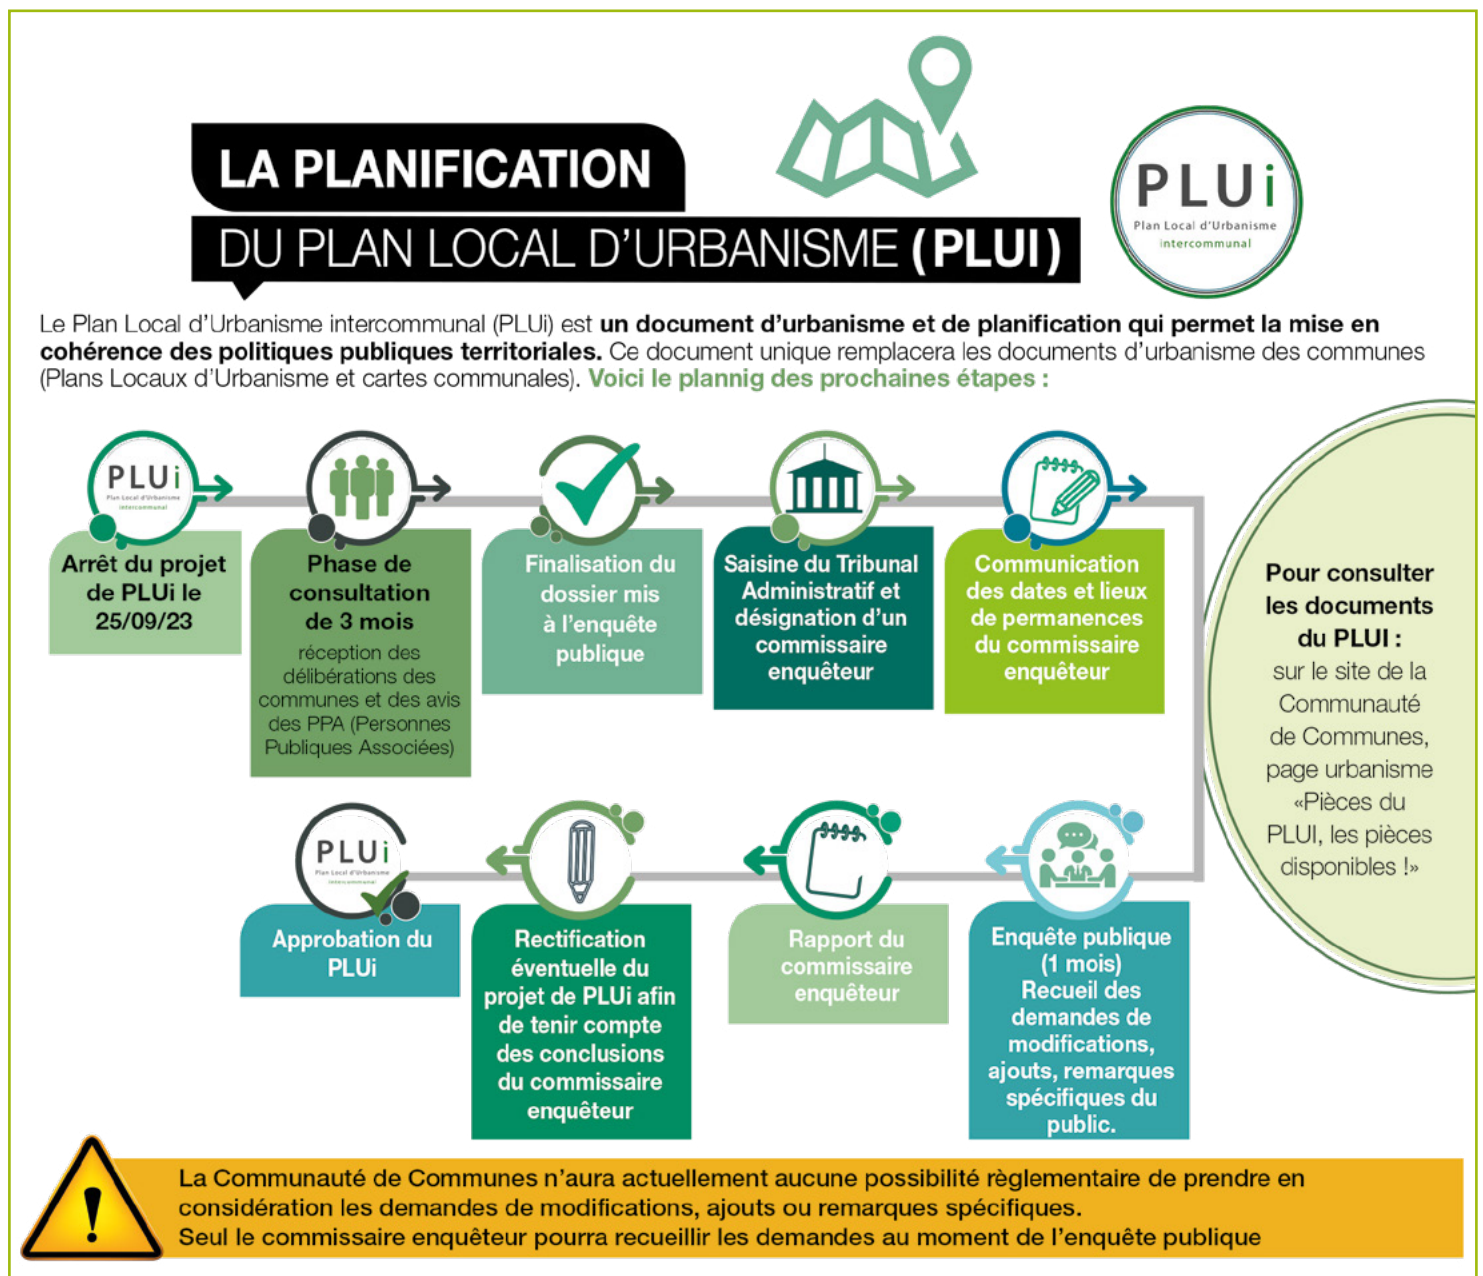 LA PLANIFICATION
DU PLAN LOCAL D'URBANISME (PLUI)
PLUi
Plan Local d'Urbanisme
intercommunal
Le Plan Local d'Urbanisme intercommunal (PLUi) est un document d'urbanisme et de planification qui permet la mise en
cohérence des politiques publiques territoriales. Ce document unique remplacera les documents d'urbanisme des communes
(Plans Locaux d'Urbanisme et cartes communales). Voici le plannig des prochaines étapes :
PLUi
Plan Local d'Urbanisme
intercommunal
Arrêt du projet
de PLUi le
25/09/23
Phase de
consultation
de 3 mois
réception des
délibérations des
communes et des avis
des PPA (Personnes
Publiques Associées)
Finalisation du
dossier mis
à l'enquête
publique
Saisine du Tribunal
Administratif et
désignation d'un
commissaire
enquêteur
Communication
des dates et lieux
de permanences
du commissaire
enquêteur
Pour consulter
les documents
du PLUI :
sur le site de la
Communauté
de Communes,
page urbanisme
«Pièces du
PLUI, les pièces
disponibles !»
Enquête publique
(1 mois)
Recueil des
demandes de
modifications,
ajouts, remarques
spécifiques du
public.
Rapport du
commissaire
enquêteur
Rectification
éventuelle du
projet de PLUi afin
de tenir compte
des conclusions
du commissaire
enquêteur
PLUi
Plan Local d'Urbanisme
intercommunal
Approbation du
PLUi
La Communauté de Communes n'aura actuellement aucune possibilité règlementaire de prendre en
considération les demandes de modifications, ajouts ou remarques spécifiques.
Seul le commissaire enquêteur pourra recueillir les demandes au moment de l'enquête publique